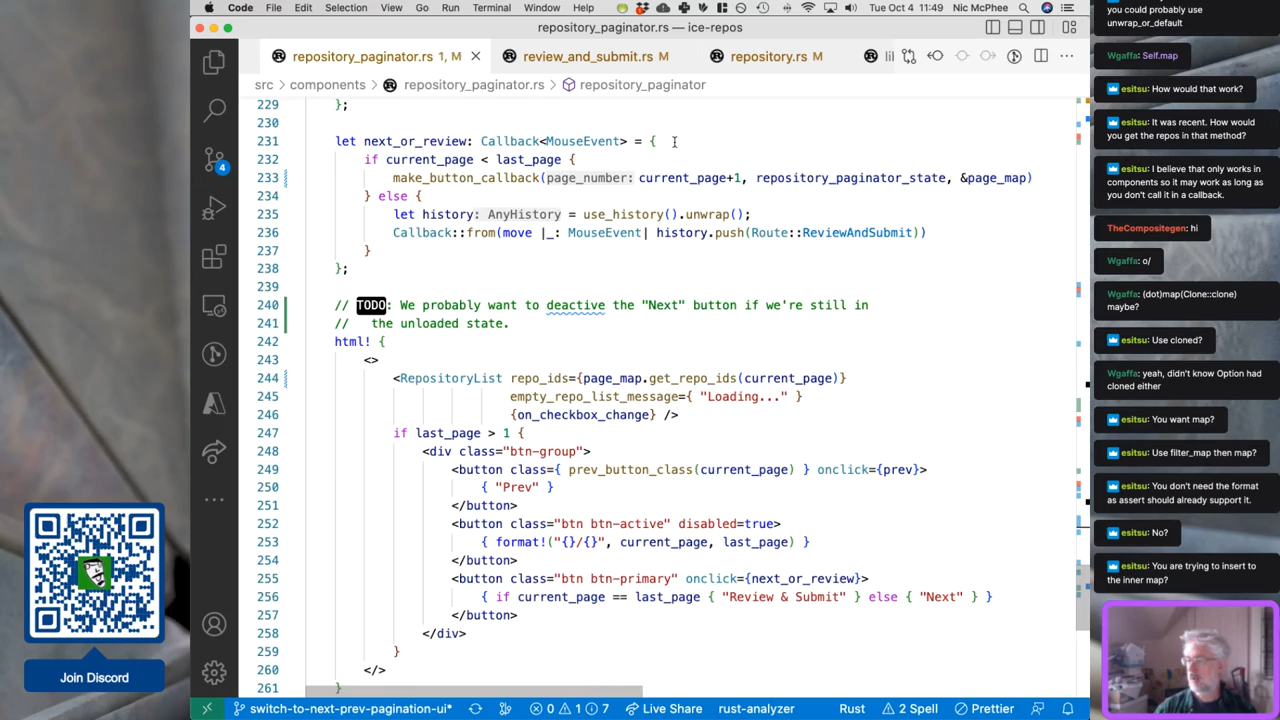 Code File Edit Selection View Go Run Terminal Window Help Tue Oct 4 11:49 Nic McPhee
repository_paginator.rs — ice-repos
repository_paginator.rs 1, M review_and_submit.rs M repository.rs M
src > components > repository_paginator.rs > repository_paginator
229 };
230
231 let next_or_review: Callback<MouseEvent> = {
232 if current_page < last_page {
233 make_button_callback(page_number: current_page+1, repository_paginator_state, &page_map)
234 } else {
235 let history: AnyHistory = use_history().unwrap();
236 Callback::from(move |_: MouseEvent| history.push(Route::ReviewAndSubmit))
237 }
238 };
239
240 // TODO: We probably want to deactive the "Next" button if we're still in
241 // the unloaded state.
242 html! {
243 <>
244 <RepositoryList repo_ids={page_map.get_repo_ids(current_page)}
245 empty_repo_list_message={ "Loading..." }
246 {on_checkbox_change} />
247 if last_page > 1 {
248 <div class="btn-group">
249 <button class={ prev_button_class(current_page) } onclick={prev}>
250 { "Prev" }
251 </button>
252 <button class="btn btn-active" disabled=true>
253 { format!("{}/{}", current_page, last_page) }
254 </button>
255 <button class="btn btn-primary" onclick={next_or_review}>
256 { if current_page == last_page { "Review & Submit" } else { "Next" } }
257 </button>
258 </div>
259 }
260 </>
261 }
4
switch-to-next-prev-pagination-ui* 0 1 7 Live Share rust-analyzer Rust 2 Spell Prettier
Join Discord
you could probably use
unwrap_or_default
Wgaffa: Self.map
esitsu: How would that work?
esitsu: It was recent. How would
you get the repos in that method?
esitsu: I believe that only works in
components so it may work as long as
you don't call it in a callback.
TheCompositegen: hi
Wgaffa: o/
Wgaffa: (dot)map(Clone::clone)
maybe?
esitsu: Use cloned?
Wgaffa: yeah, didn't know Option had
cloned either
esitsu: You want map?
esitsu: Use filter_map then map?
esitsu: You don't need the format
as assert should already support it.
esitsu: No?
esitsu: You are trying to insert to
the inner map?